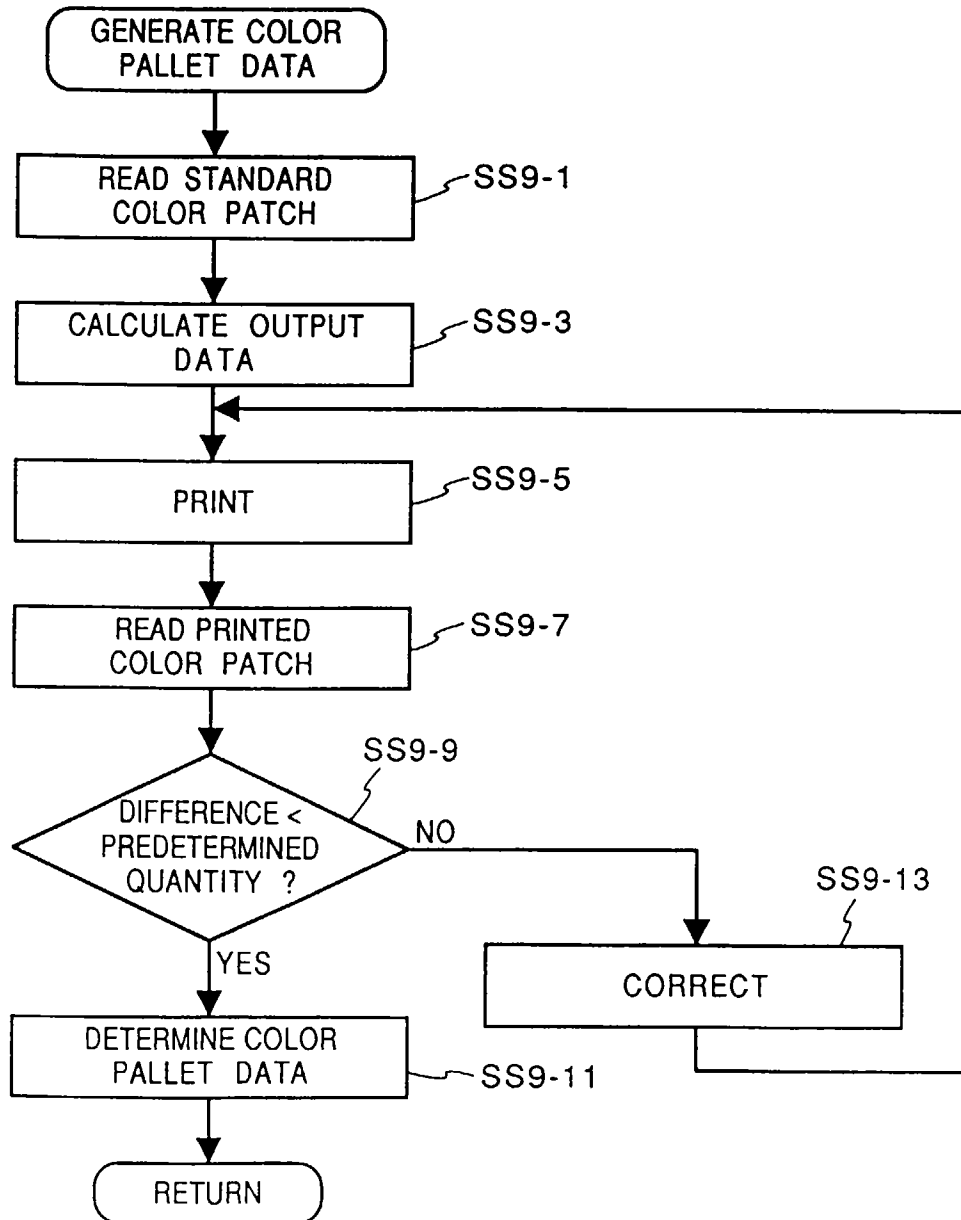 GENERATE COLOR
PALLET DATA
READ STANDARD
COLOR PATCH
SS9-1
CALCULATE OUTPUT
DATA
SS9-3
PRINT
SS9-5
READ PRINTED
COLOR PATCH
SS9-7
SS9-9
DIFFERENCE <
PREDETERMINED
QUANTITY ?
NO
YES
SS9-13
CORRECT
DETERMINE COLOR
PALLET DATA
SS9-11
RETURN